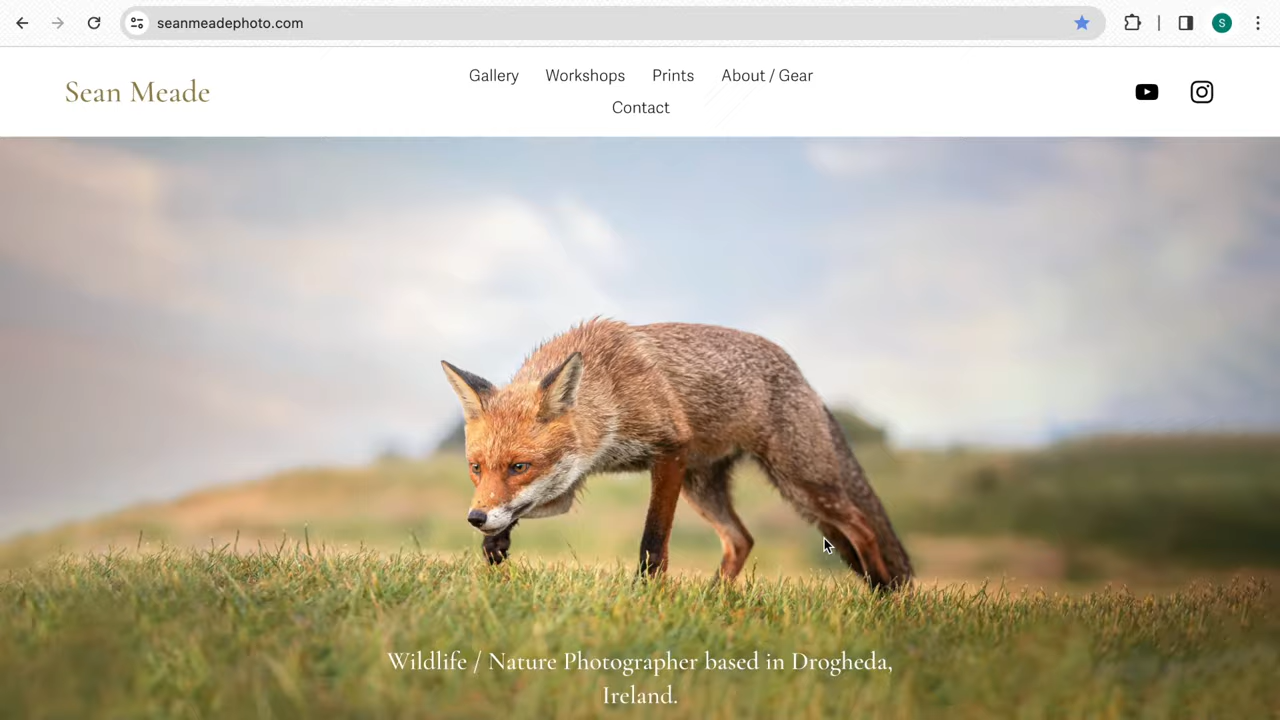 seanmeadephoto.com
S
Sean Meade
Gallery Workshops Prints About / Gear
Contact
Wildlife / Nature Photographer based in Drogheda,
Ireland.